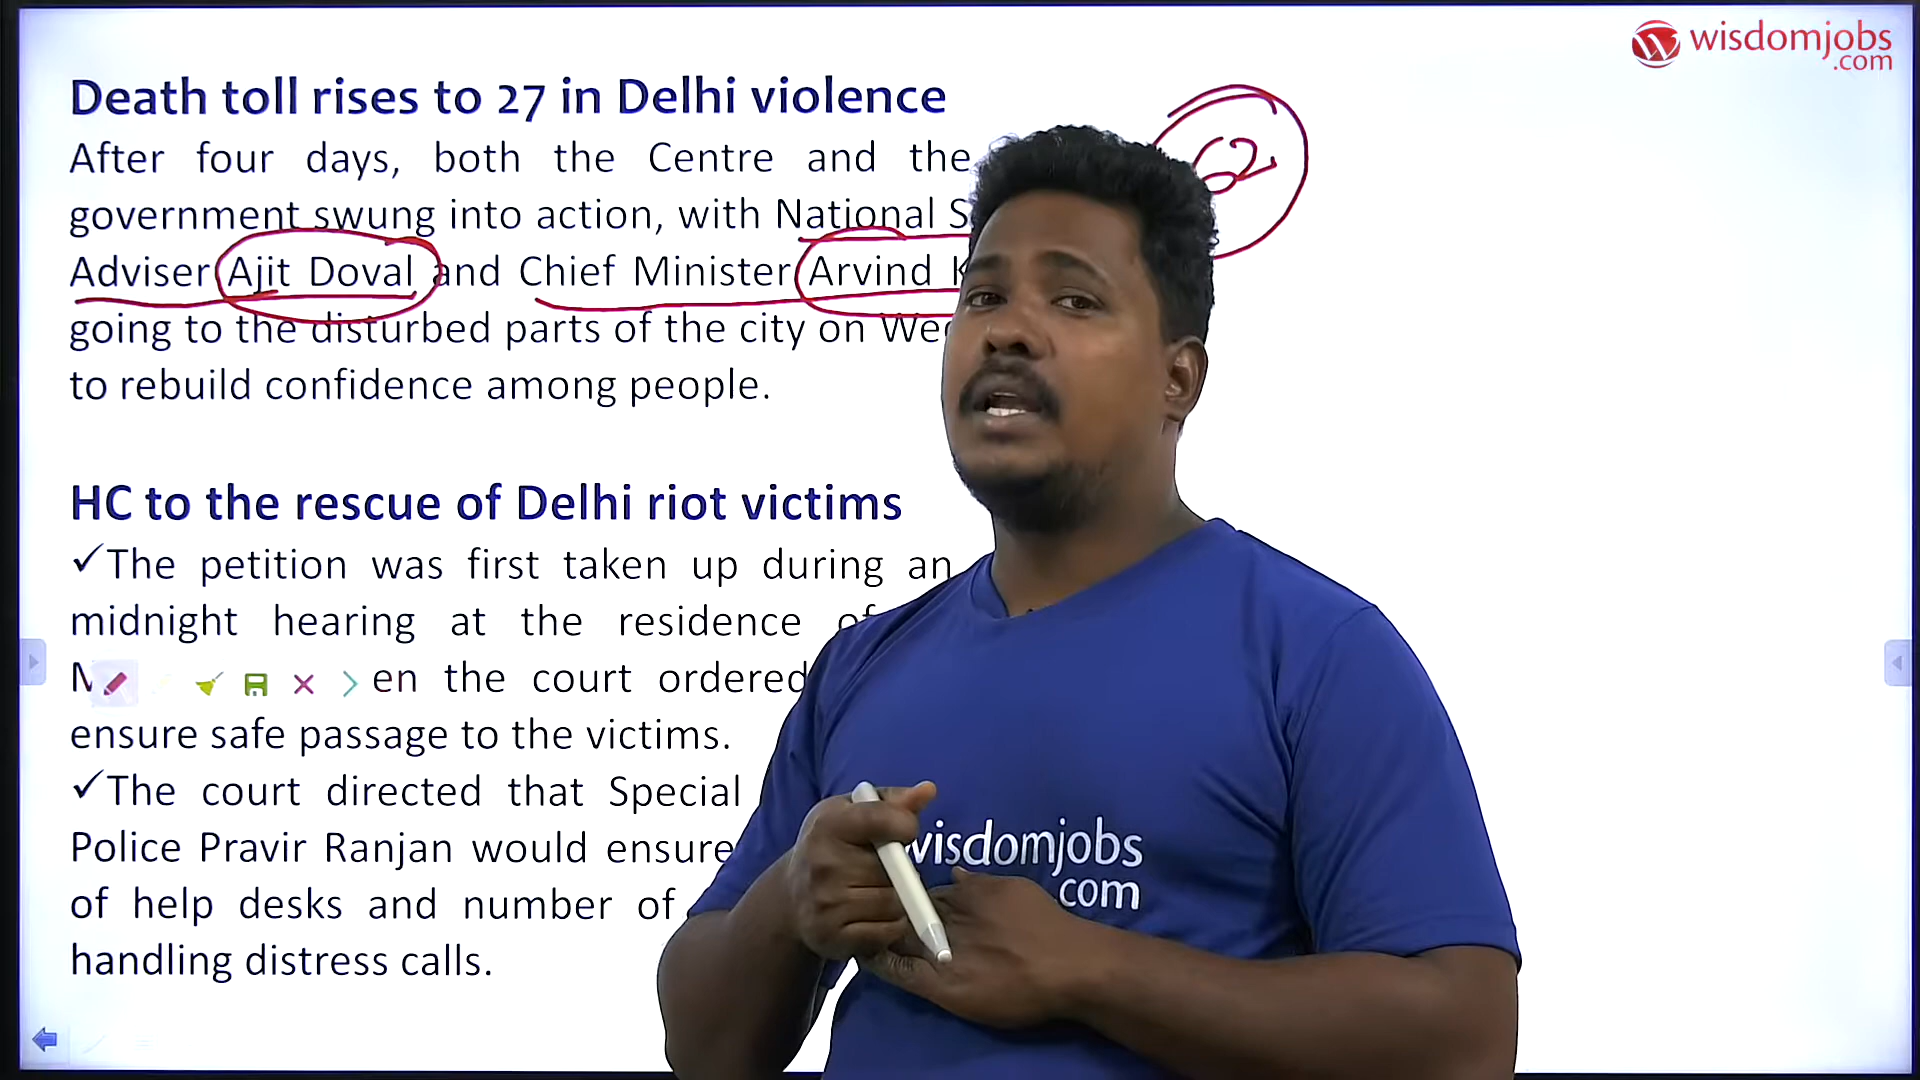 wisdomjobs
.com
Death toll rises to 27 in Delhi violence
After four days, both the Centre and the
government swung into action, with National S
Adviser Ajit Doval and Chief Minister Arvind K
going to the disturbed parts of the city on Wed
to rebuild confidence among people.
HC to the rescue of Delhi riot victims
✓The petition was first taken up during an
midnight hearing at the residence of
M en the court ordered
ensure safe passage to the victims.
✓The court directed that Special
Police Pravir Ranjan would ensure
of help desks and number of
handling distress calls.
wisdomjobs
.com